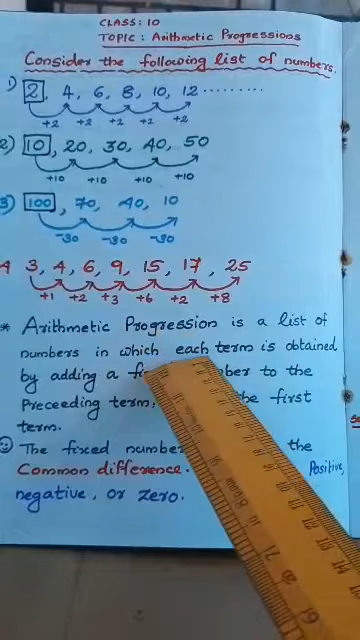 CLASS: 10
TOPIC: Arithmetic Progressions
Consider the following list of numbers.
1) 2, 4, 6, 8, 10, 12.........
+2 +2 +2 +2 +2
2) 10, 20, 30, 40, 50
+10 +10 +10 +10
3) 100, 70, 40, 10
-30 -30 -30
4 3, 4, 6, 9, 15, 17, 25
+1 +2 +3 +6 +2 +8
* Arithmetic Progression is a list of
numbers in which each term is obtained
by adding a to the
Preceeding term, the first
term.
The fixed the
Common difference. Positive,
negative, or zero.